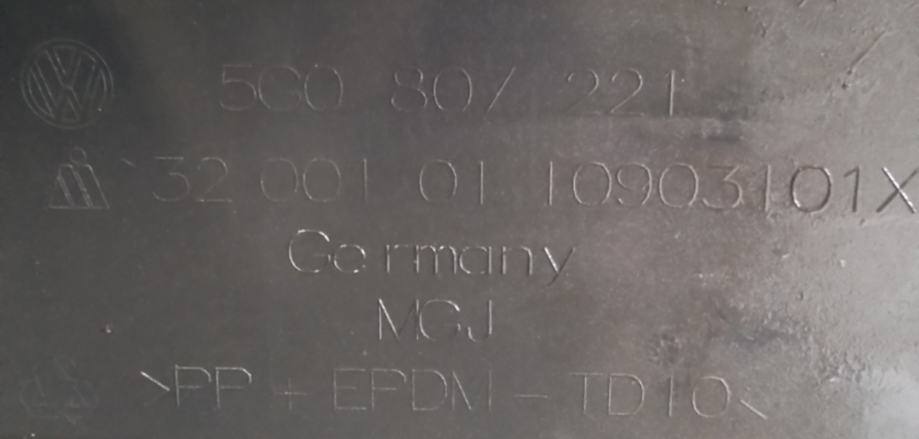 5G0 807 221
32 001 01 10903101X
Germany
MGJ
>PP + EPDM - TD10<